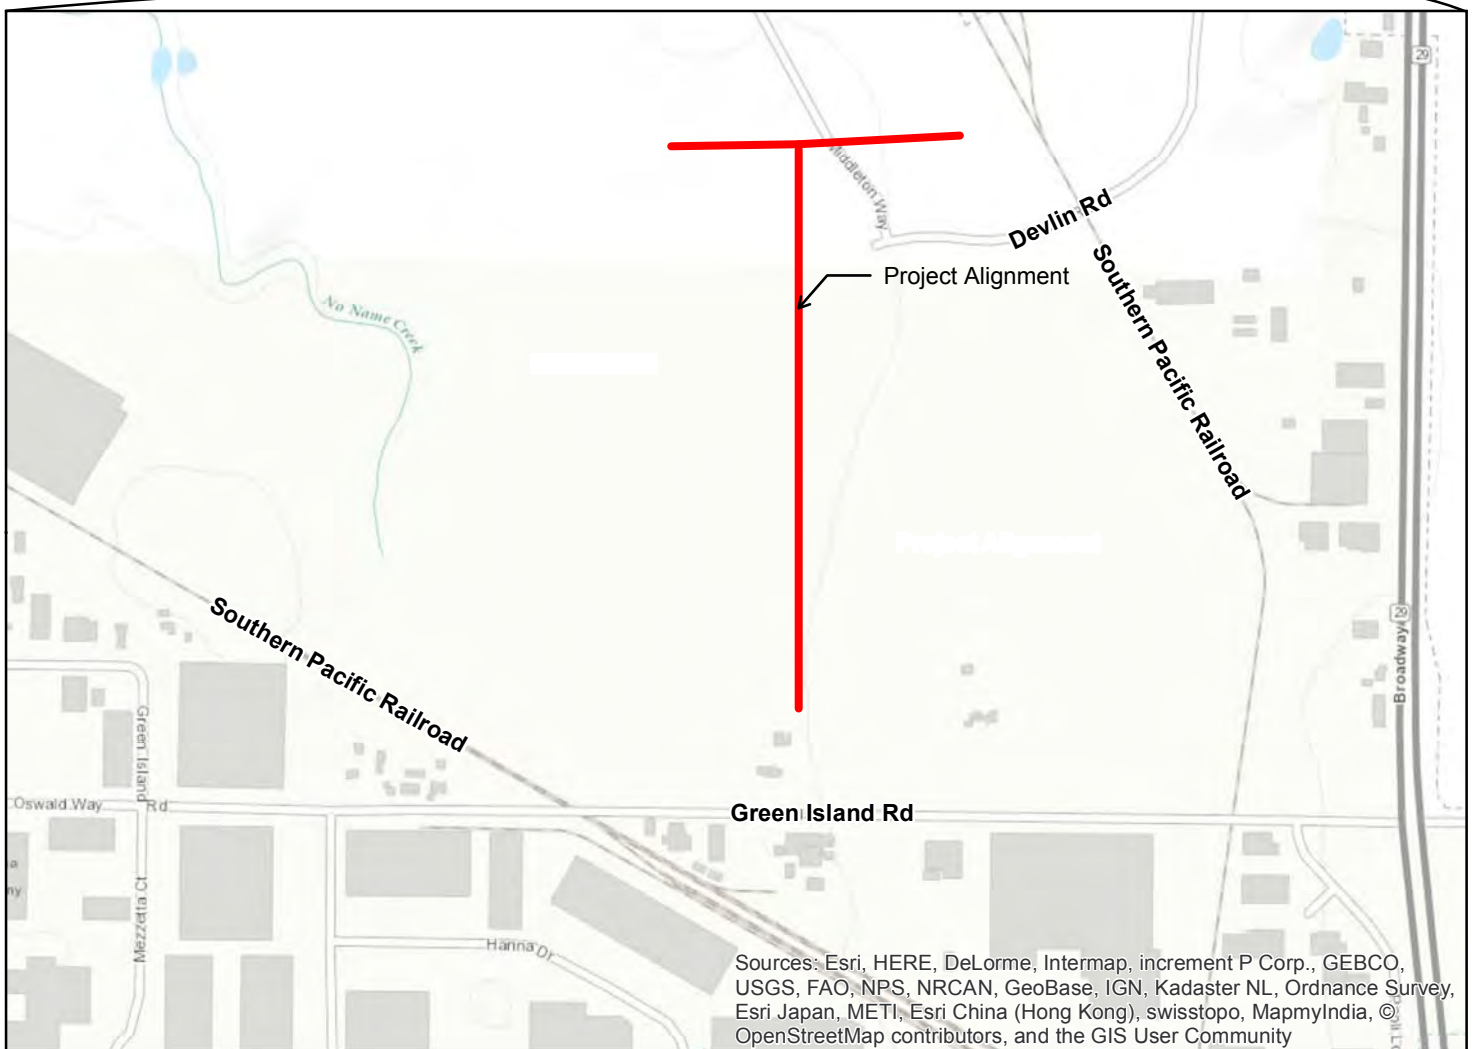 29
Middleton Way
Devlin Rd
Project Alignment
Southern Pacific Railroad
No Name Creek
Southern Pacific Railroad
29
Broadway
Green Island
Rd
Oswald Way
Green Island Rd
Mezzetta Ct
Hanna Dr
Sources: Esri, HERE, DeLorme, Intermap, increment P Corp., GEBCO,
USGS, FAO, NPS, NRCAN, GeoBase, IGN, Kadaster NL, Ordnance Survey,
Esri Japan, METI, Esri China (Hong Kong), swisstopo, MapmyIndia, ©
OpenStreetMap contributors, and the GIS User Community